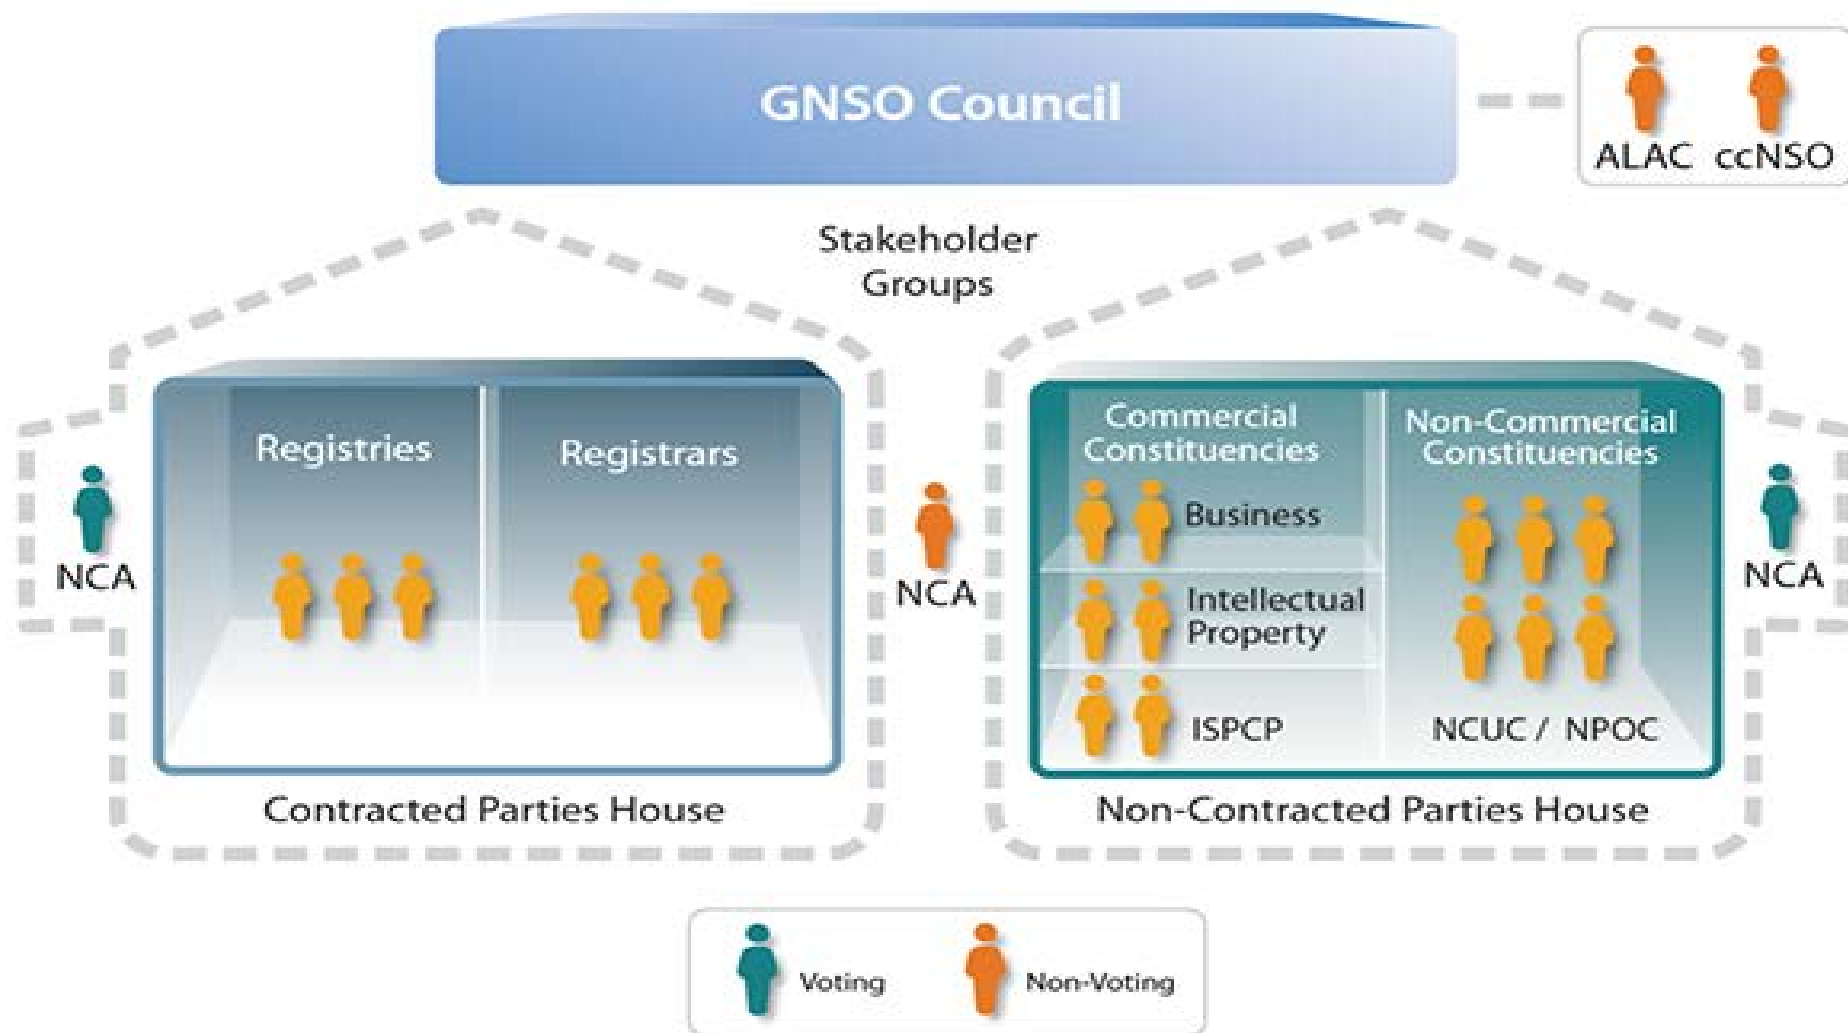 GNSO Council
ALAC ccNSO
Stakeholder
Groups
Registries
Registrars
NCA
Contracted Parties House
NCA
Commercial
Constituencies
Business
Intellectual
Property
ISPCP
Non-Commercial
Constituencies
NCUC / NPOC
NCA
Non-Contracted Parties House
Voting
Non-Voting